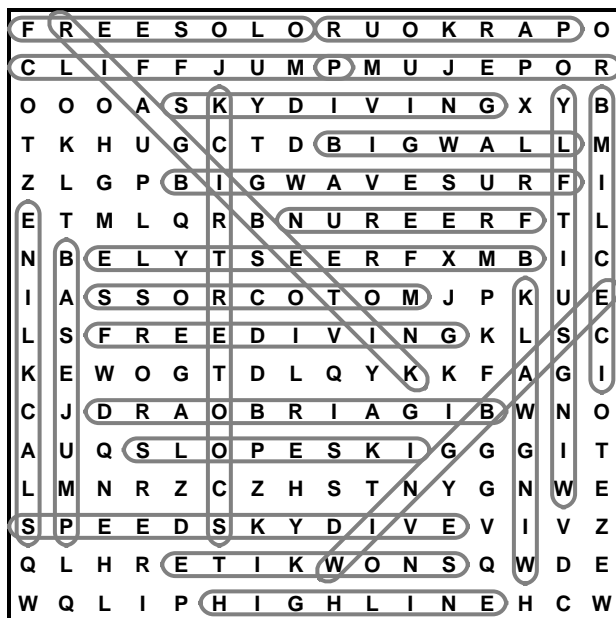 F R E E S O L O R U O K R A P O
C L I F F J U M P M U J E P O R
O O O A S K Y D I V I N G X Y B
T K H U G C T D B I G W A L L M
Z L G P B I G W A V E S U R F I
E T M L Q R B N U R E E R F T L
N B E L Y T S E E R F X M B I C
I A S S O R C O T O M J P K U E
L S F R E E D I V I N G K L S C
K E W O G T D L Q Y K K F A G I
C J D R A O B R I A G I B W N O
A U Q S L O P E S K I G G G I T
L M N R Z C Z H S T N Y G N W E
S P E E D S K Y D I V E V I V Z
Q L H R E T I K W O N S Q W D E
W Q L I P H I G H L I N E H C W